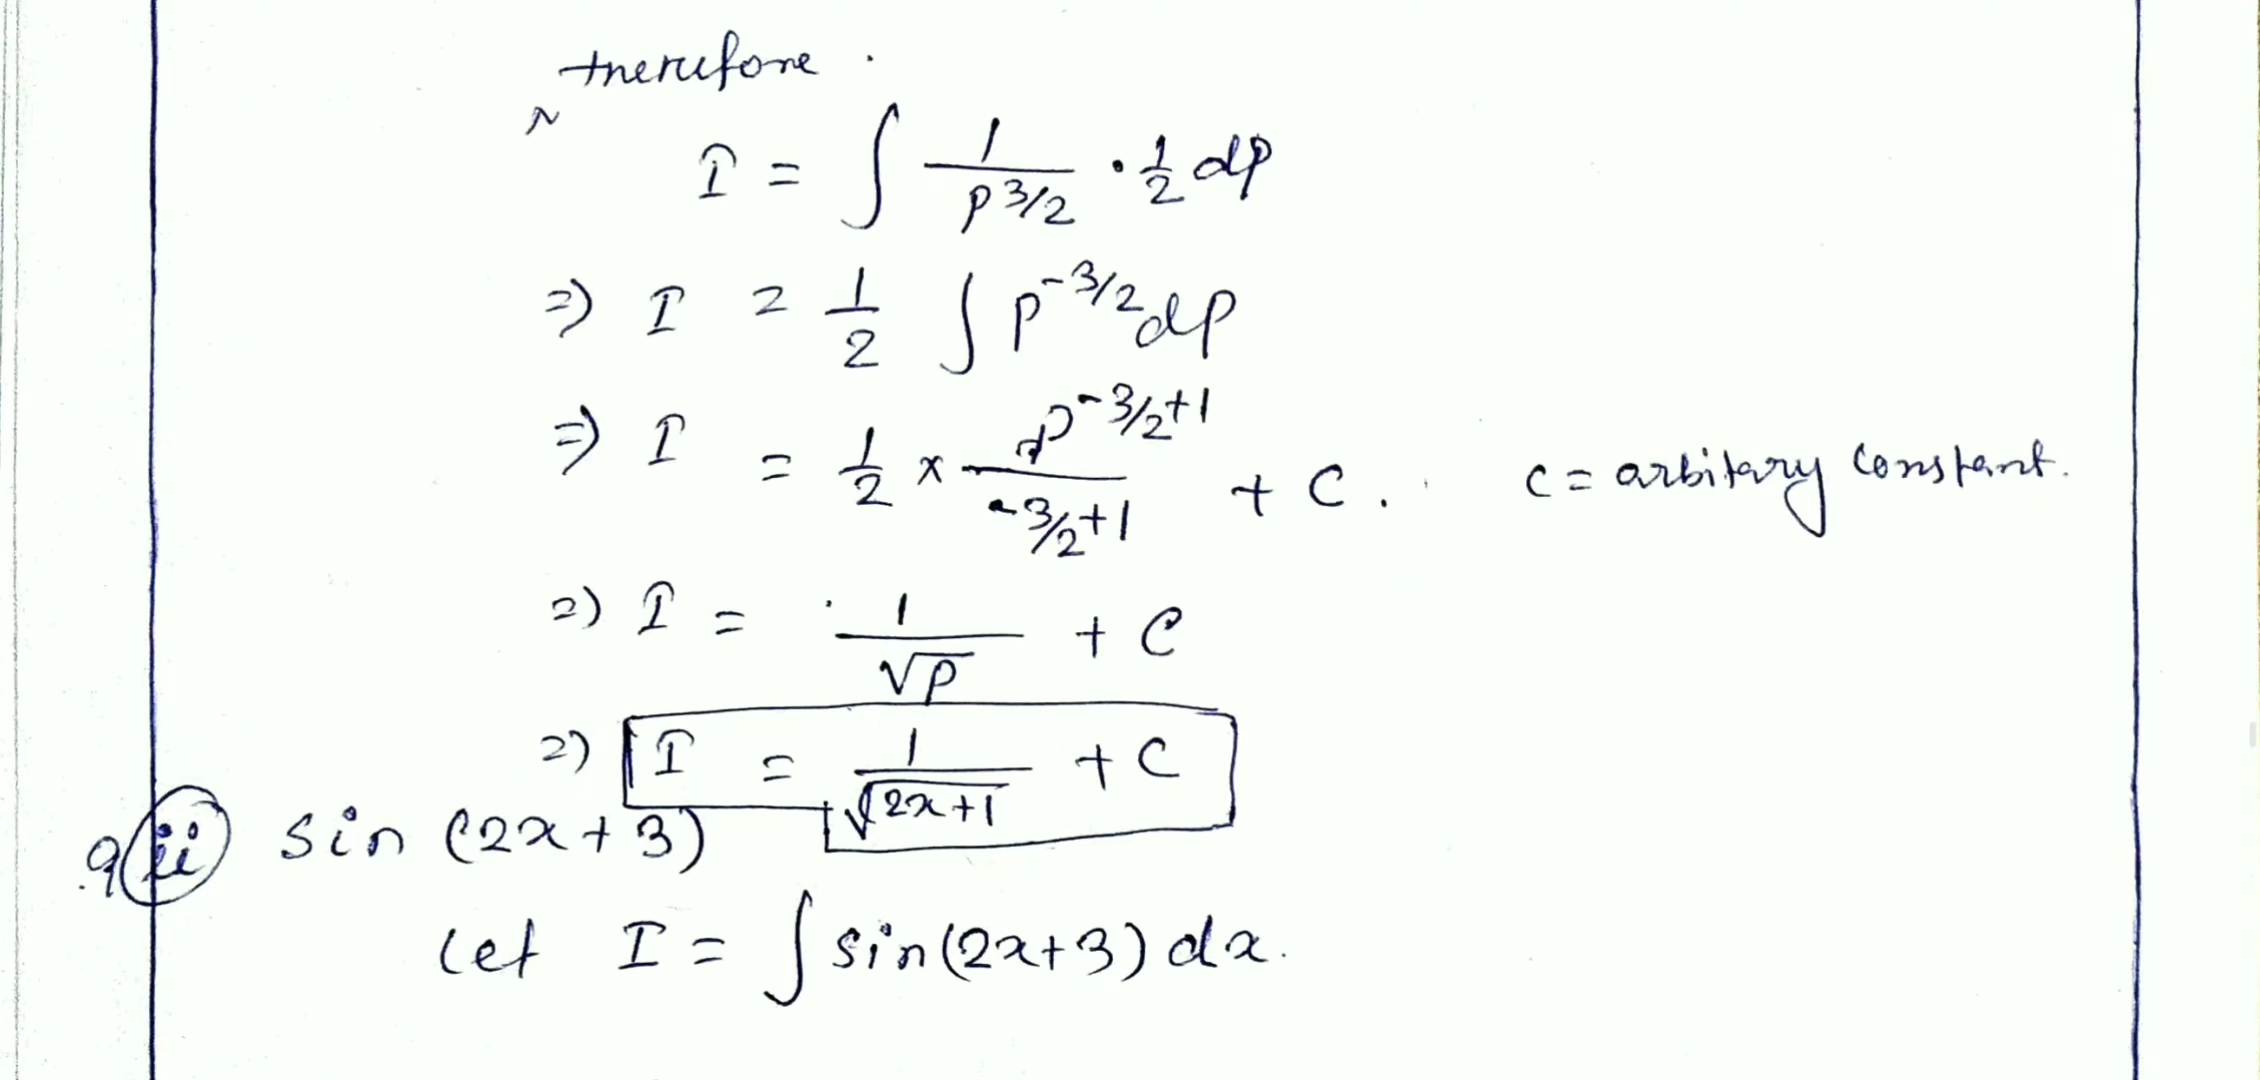 therefore.
I = ∫ 1/p^3/2 · 1/2 dp
=> I = 1/2 ∫ p^-3/2 dp
=> I = 1/2 x p^-3/2+1/-3/2+1 + C. C = arbitary constant.
=> I = 1/√p + C
=> I = 1/√2x+1 + C
9 ii sin (2x+3)
Let I = ∫ sin(2x+3) dx.